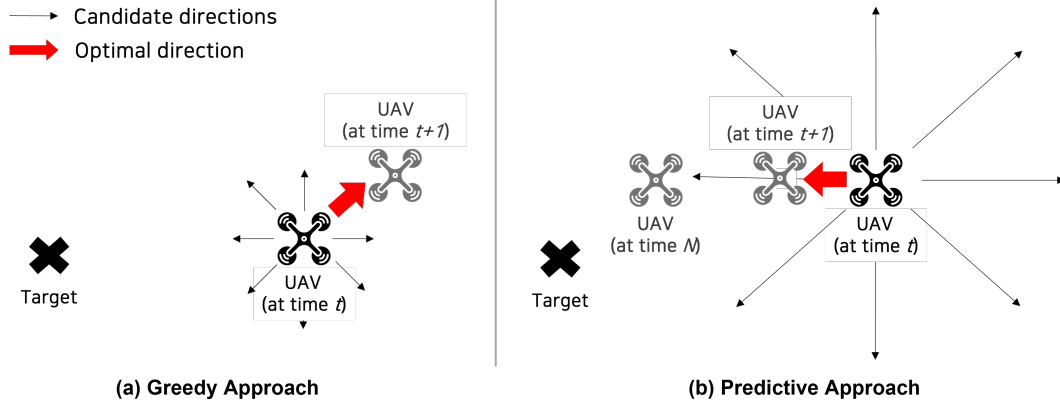 Candidate directions
Optimal direction
UAV
(at time t+1)
UAV
(at time t)
Target
(a) Greedy Approach
UAV
(at time t+1)
UAV
(at time N)
UAV
(at time t)
Target
(b) Predictive Approach